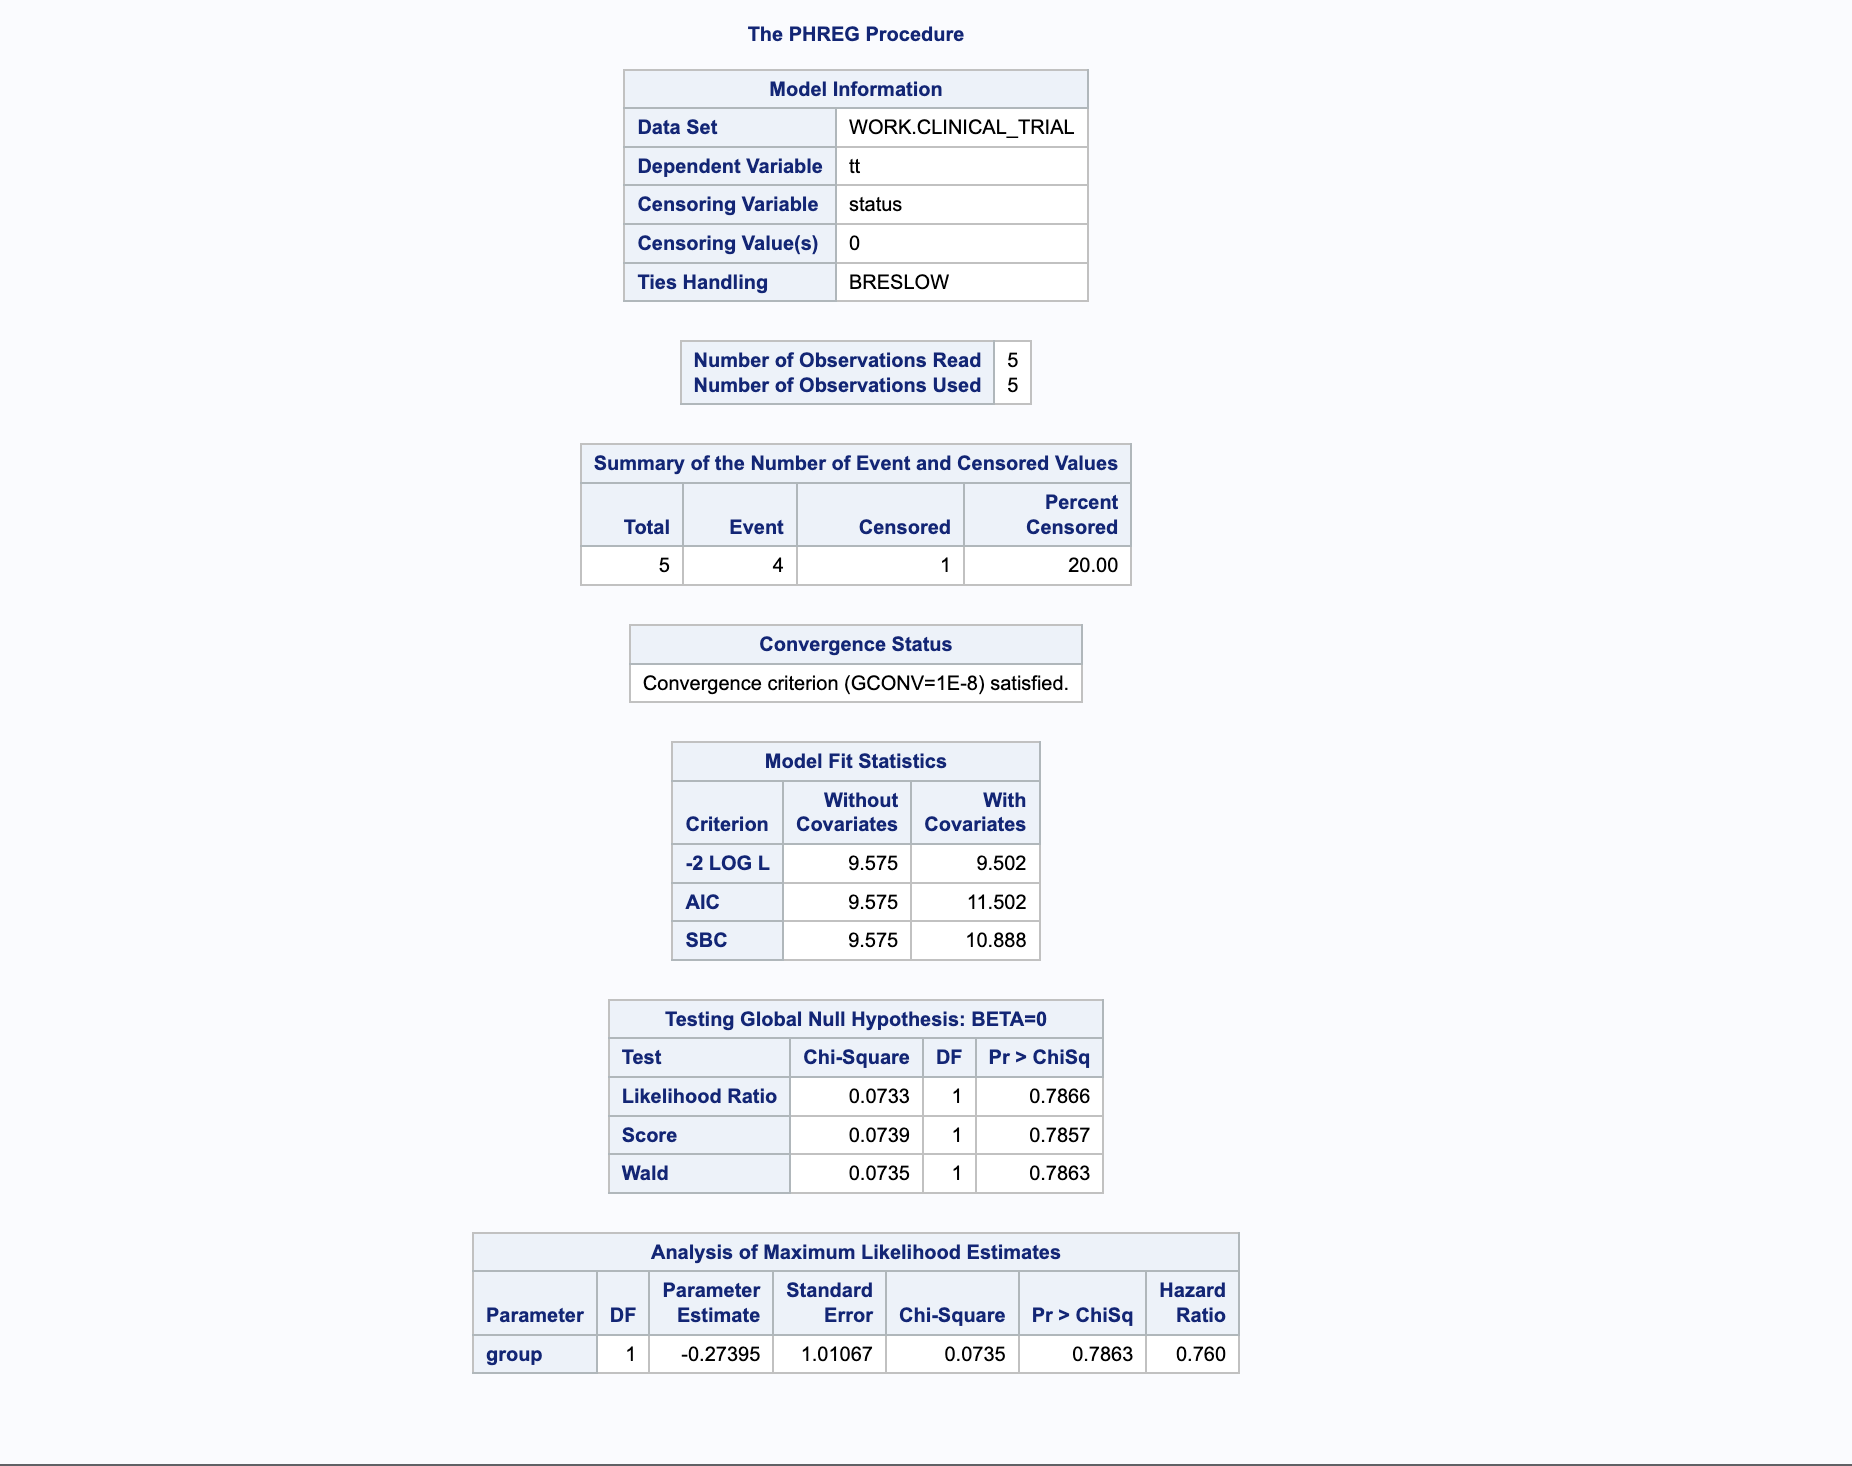 The PHREG Procedure
Model Information
Data Set WORK.CLINICAL_TRIAL
Dependent Variable tt
Censoring Variable status
Censoring Value(s) 0
Ties Handling BRESLOW
Number of Observations Read 5
Number of Observations Used 5
Summary of the Number of Event and Censored Values
Total Event Censored Percent Censored
5 4 1 20.00
Convergence Status
Convergence criterion (GCONV=1E-8) satisfied.
Model Fit Statistics
Criterion Without Covariates With Covariates
-2 LOG L 9.575 9.502
AIC 9.575 11.502
SBC 9.575 10.888
Testing Global Null Hypothesis: BETA=0
Test Chi-Square DF Pr > ChiSq
Likelihood Ratio 0.0733 1 0.7866
Score 0.0739 1 0.7857
Wald 0.0735 1 0.7863
Analysis of Maximum Likelihood Estimates
Parameter DF Parameter Estimate Standard Error Chi-Square Pr > ChiSq Hazard Ratio
group 1 -0.27395 1.01067 0.0735 0.7863 0.760